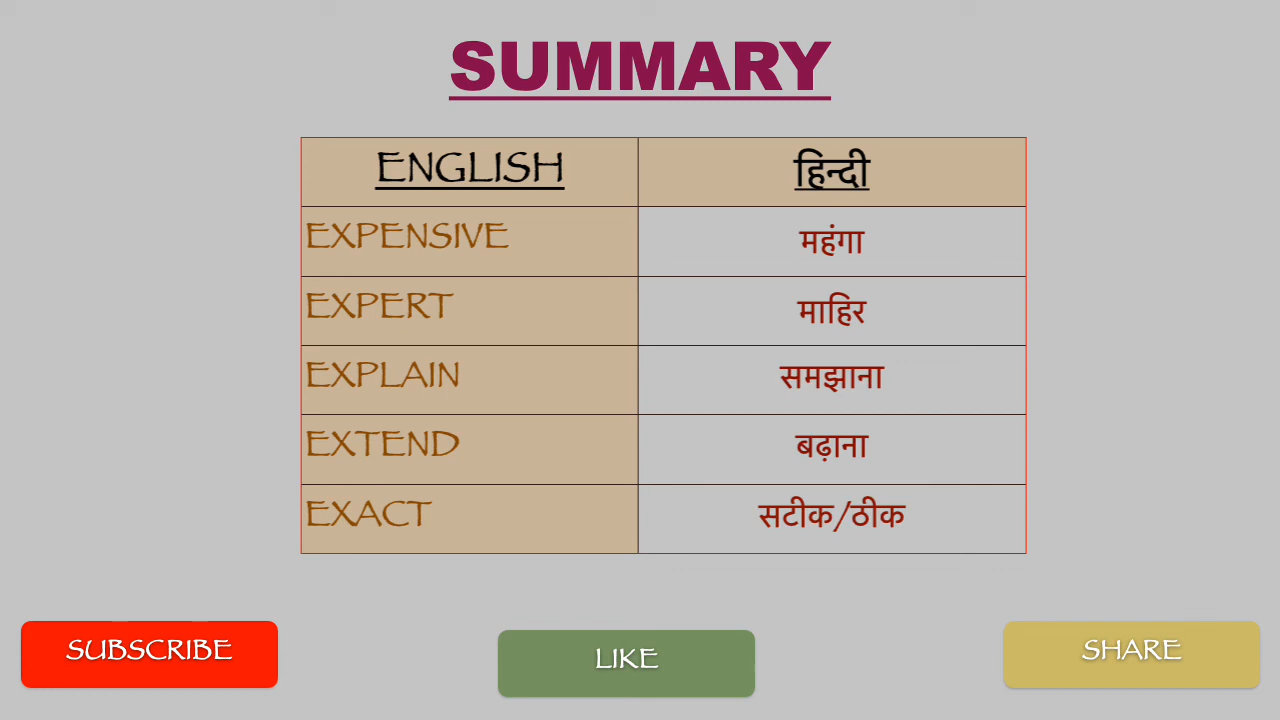 SUMMARY
ENGLISH हिन्दी
EXPENSIVE महंगा
EXPERT माहिर
EXPLAIN समझाना
EXTEND बढ़ाना
EXACT सटीक/ठीक
SUBSCRIBE LIKE SHARE